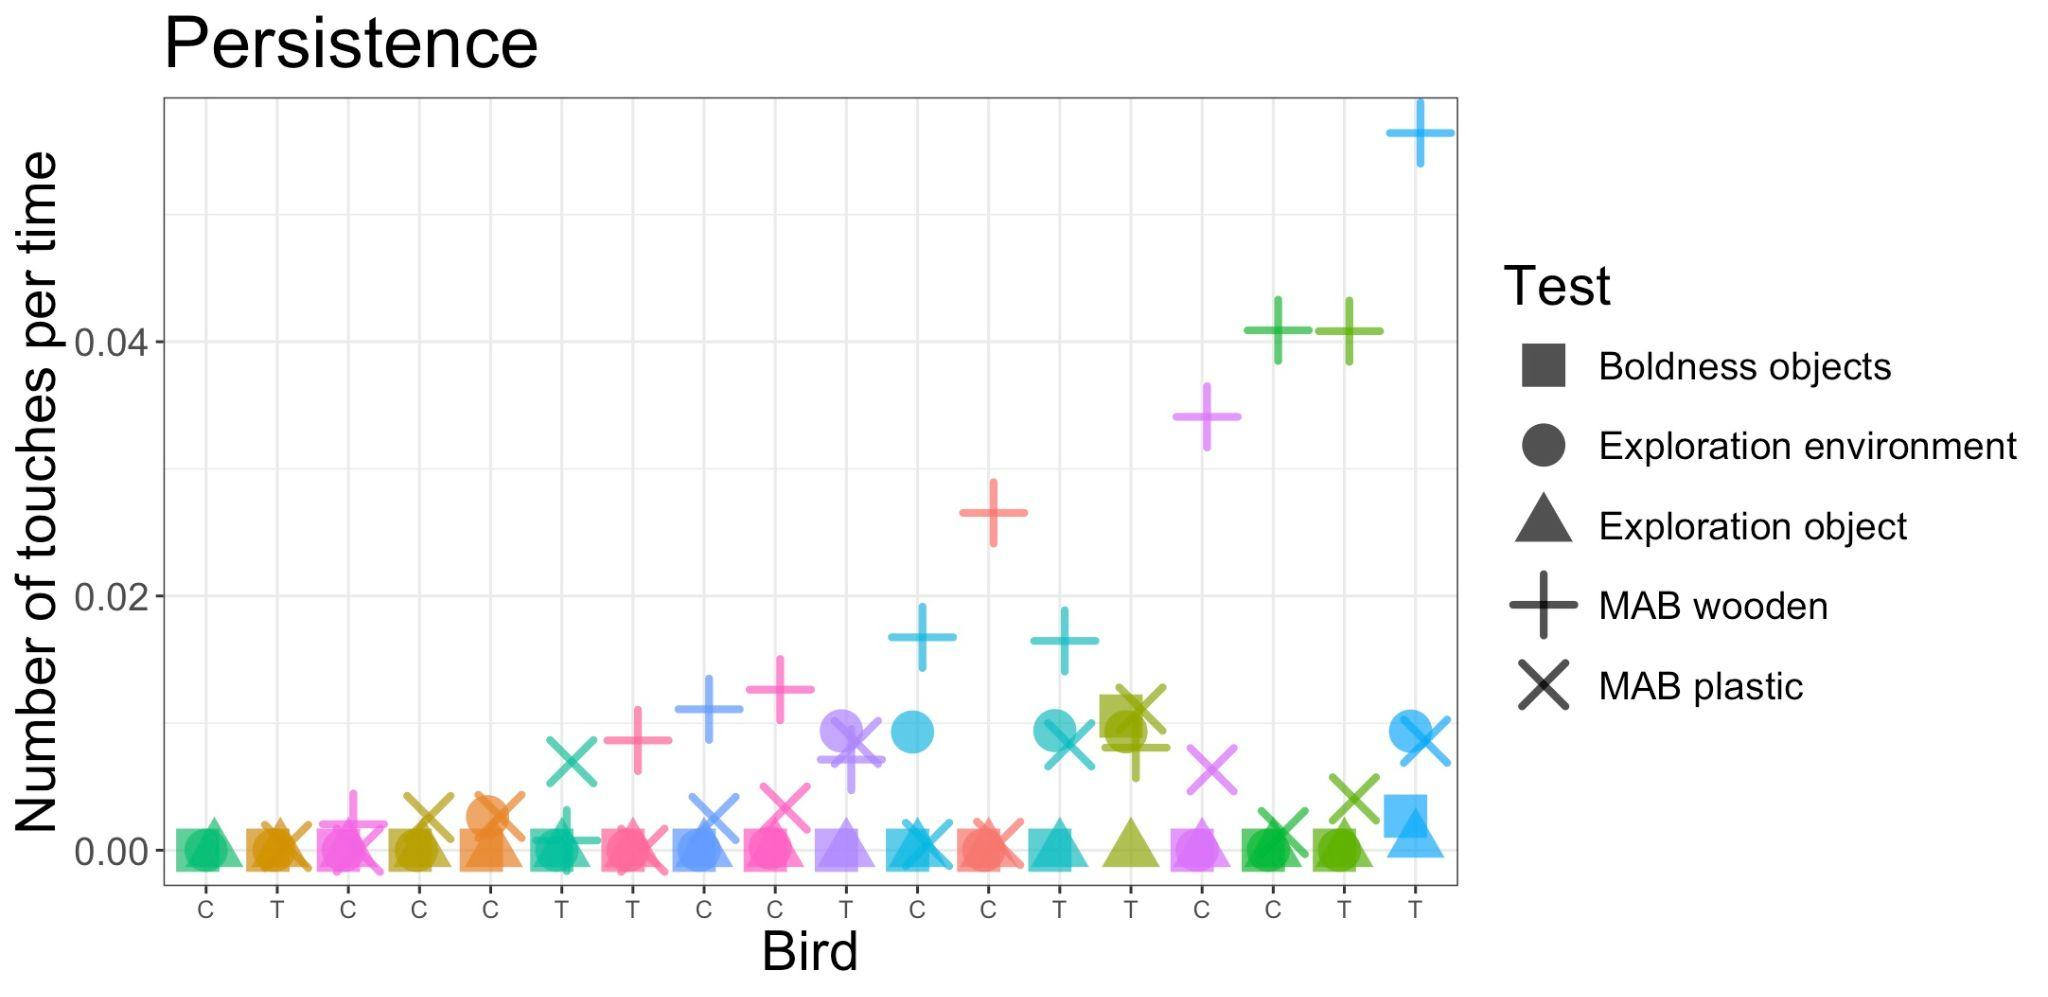 Persistence
Number of touches per time
0.04
0.02
0.00
C T C C C T T C C T C C T T C C T T
Bird
Test
Boldness objects
Exploration environment
Exploration object
MAB wooden
MAB plastic